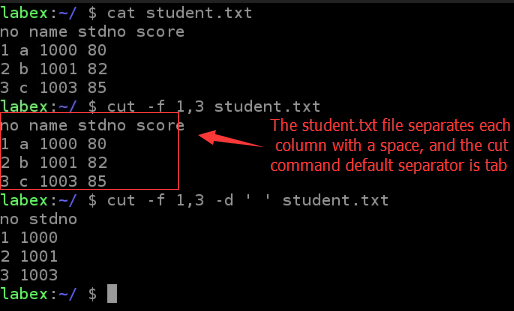 labex:~/ $ cat student.txt
no name stdno score
1 a 1000 80
2 b 1001 82
3 c 1003 85
labex:~/ $ cut -f 1,3 student.txt
no name stdno score
1 a 1000 80
2 b 1001 82
3 c 1003 85
The student.txt file separates each
column with a space, and the cut
command default separator is tab
labex:~/ $ cut -f 1,3 -d ' ' student.txt
no stdno
1 1000
2 1001
3 1003
labex:~/ $